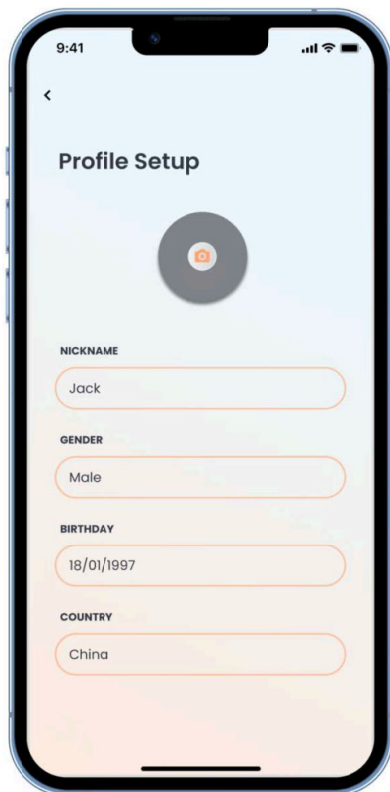 9:41
Profile Setup
NICKNAME
Jack
GENDER
Male
BIRTHDAY
18/01/1997
COUNTRY
China